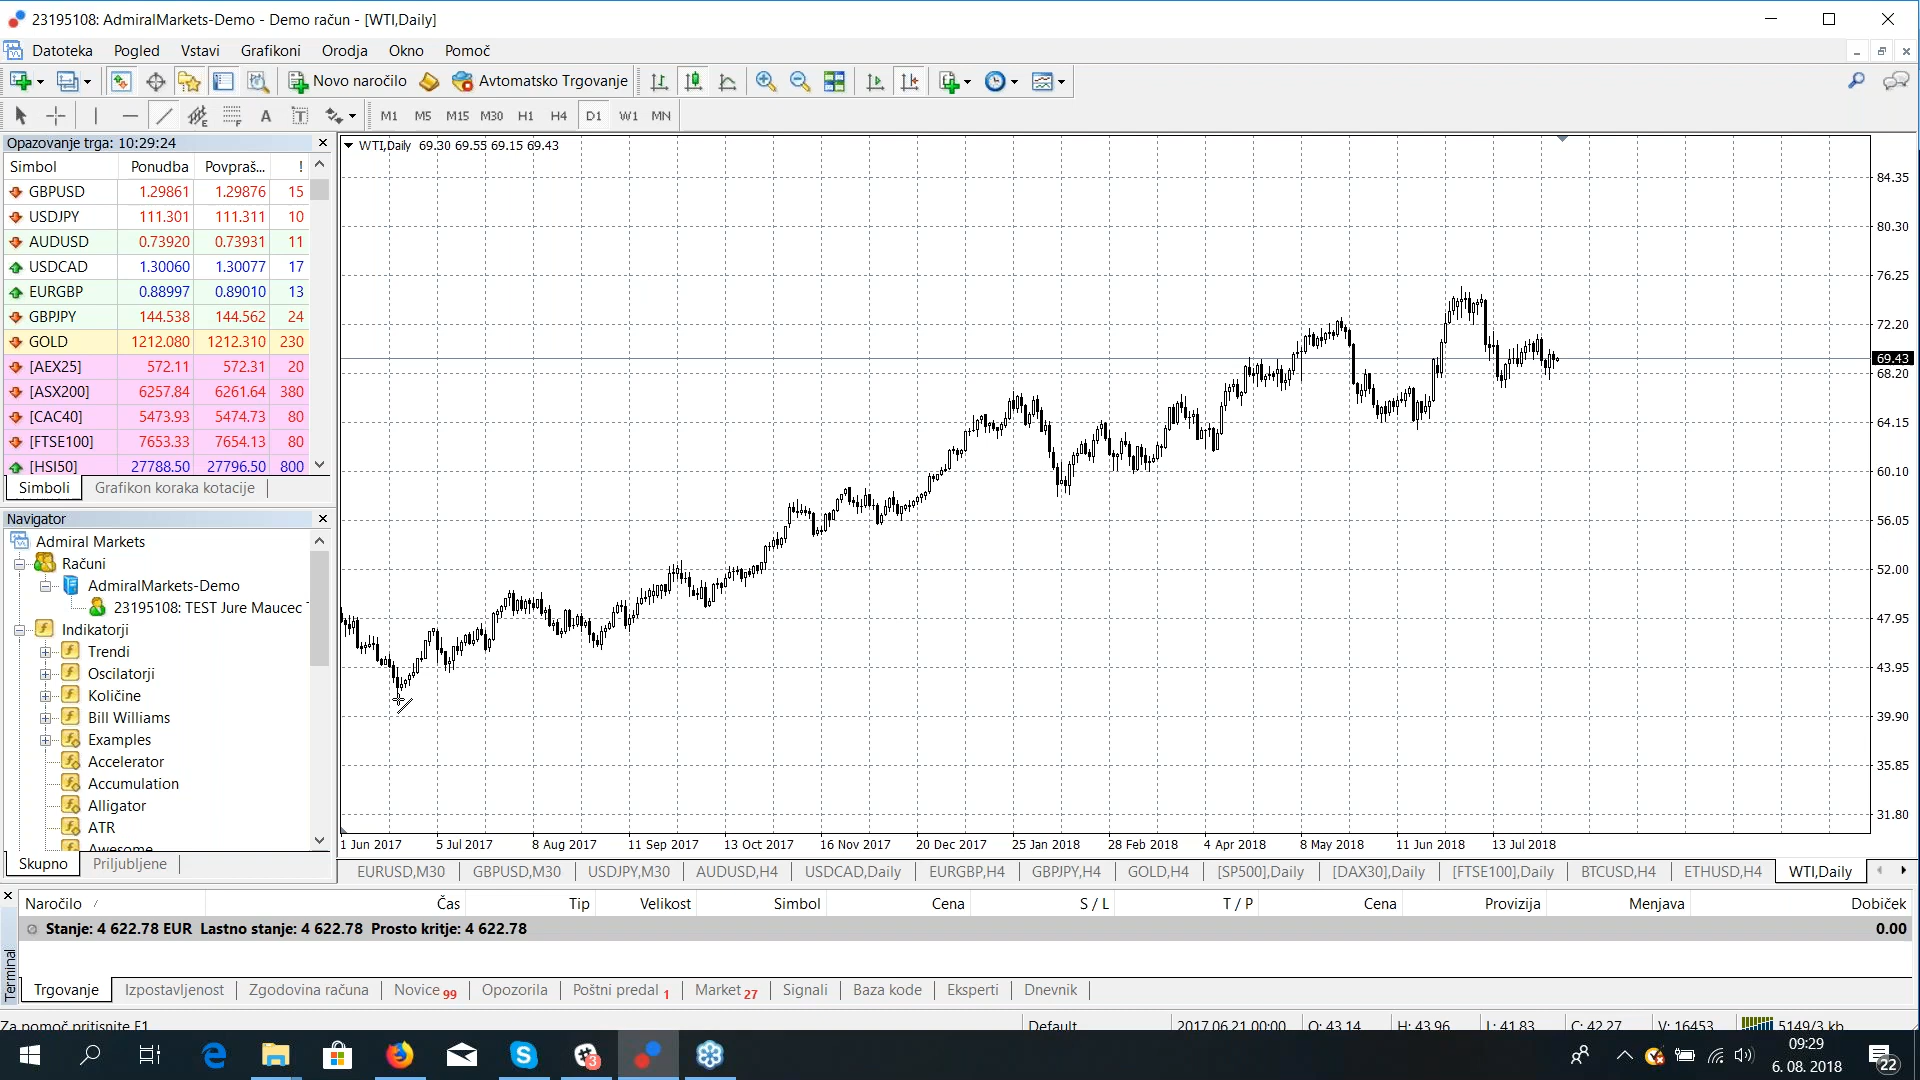 23195108: AdmiralMarkets-Demo - Demo račun - [WTI,Daily]
Datoteka Pogled Vstavi Grafikoni Orodja Okno Pomoč
Novo naročilo Avtomatsko Trgovanje
M1 M5 M15 M30 H1 H4 D1 W1 MN
Opazovanje trga: 10:29:24
Simbol Ponudba Povpraš... !
GBPUSD 1.29861 1.29876 15
USDJPY 111.301 111.311 10
AUDUSD 0.73920 0.73931 11
USDCAD 1.30060 1.30077 17
EURGBP 0.88997 0.89010 13
GBPJPY 144.538 144.562 24
GOLD 1212.080 1212.310 230
[AEX25] 572.11 572.31 20
[ASX200] 6257.84 6261.64 380
[CAC40] 5473.93 5474.73 80
[FTSE100] 7653.33 7654.13 80
[HSI50] 27788.50 27796.50 800
Simboli Grafikon koraka kotacije
Navigator
Admiral Markets
Računi
AdmiralMarkets-Demo
23195108: TEST Jure Maucec
Indikatorji
Trendi
Oscilatorji
Količine
Bill Williams
Examples
Accelerator
Accumulation
Alligator
ATR
Awesome
Skupno Priljubljene
WTI,Daily 69.30 69.55 69.15 69.43
84.35
80.30
76.25
72.20
69.43
68.20
64.15
60.10
56.05
52.00
47.95
43.95
39.90
35.85
31.80
1 Jun 2017 5 Jul 2017 8 Aug 2017 11 Sep 2017 13 Oct 2017 16 Nov 2017 20 Dec 2017 25 Jan 2018 28 Feb 2018 4 Apr 2018 8 May 2018 11 Jun 2018 13 Jul 2018
EURUSD,M30 GBPUSD,M30 USDJPY,M30 AUDUSD,H4 USDCAD,Daily EURGBP,H4 GBPJPY,H4 GOLD,H4 [SP500],Daily [DAX30],Daily [FTSE100],Daily BTCUSD,H4 ETHUSD,H4 WTI,Daily
Naročilo / Čas Tip Velikost Simbol Cena S / L T / P Cena Provizija Menjava Dobiček
Stanje: 4 622.78 EUR Lastno stanje: 4 622.78 Prosto kritje: 4 622.78 0.00
Terminal
Trgovanje Izpostavljenost Zgodovina računa Novice 99 Opozorila Poštni predal 1 Market 27 Signali Baza kode Eksperti Dnevnik
Za pomoč pritisnite F1 Default 2017.06.21 00:00 O: 43.14 H: 43.96 L: 41.83 C: 42.27 V: 16453 5149/3 kb
3
09:29
6. 08. 2018
22